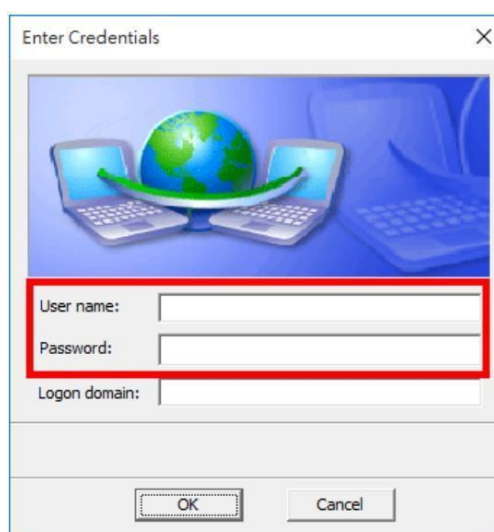 Enter Credentials
User name:
Password:
Logon domain:
OK
Cancel